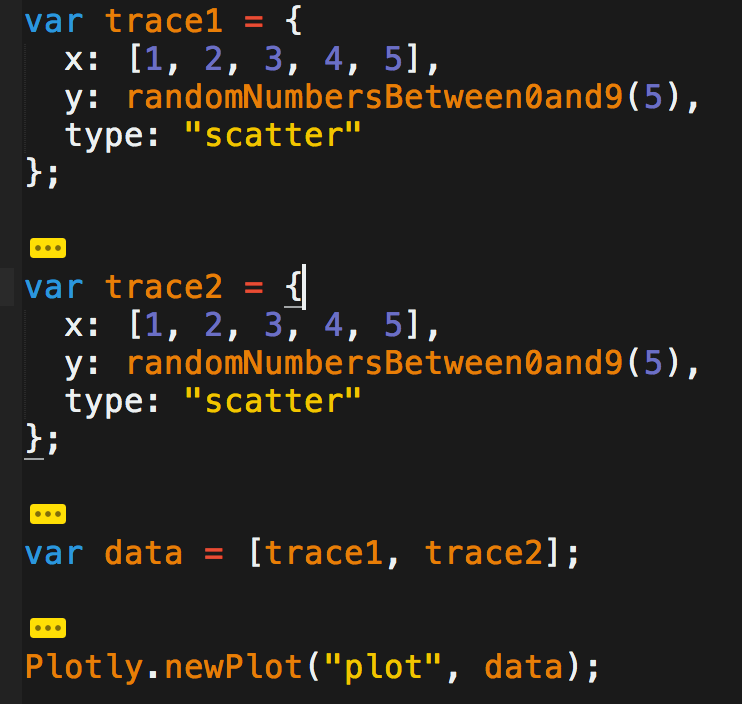 var trace1 = {
  x: [1, 2, 3, 4, 5],
  y: randomNumbersBetween0and9(5),
  type: "scatter"
};
var trace2 = {
  x: [1, 2, 3, 4, 5],
  y: randomNumbersBetween0and9(5),
  type: "scatter"
};
var data = [trace1, trace2];
Plotly.newPlot("plot", data);